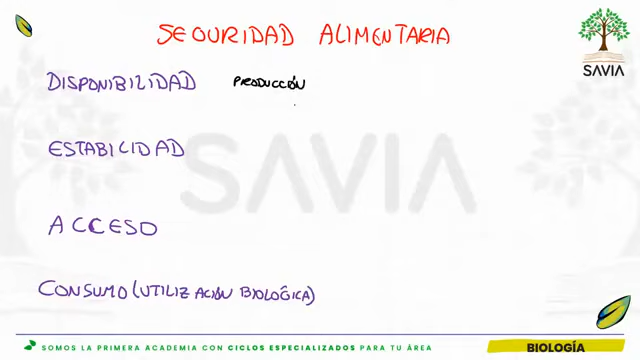 SEGURIDAD ALIMENTARIA
DISPONIBILIDAD PRODUCCIÓN
ESTABILIDAD
ACCESO
CONSUMO (UTILIZACIÓN BIOLÓGICA)
SAVIA
SAVIA
SOMOS LA PRIMERA ACADEMIA CON CICLOS ESPECIALIZADOS PARA TU ÁREA
BIOLOGÍA